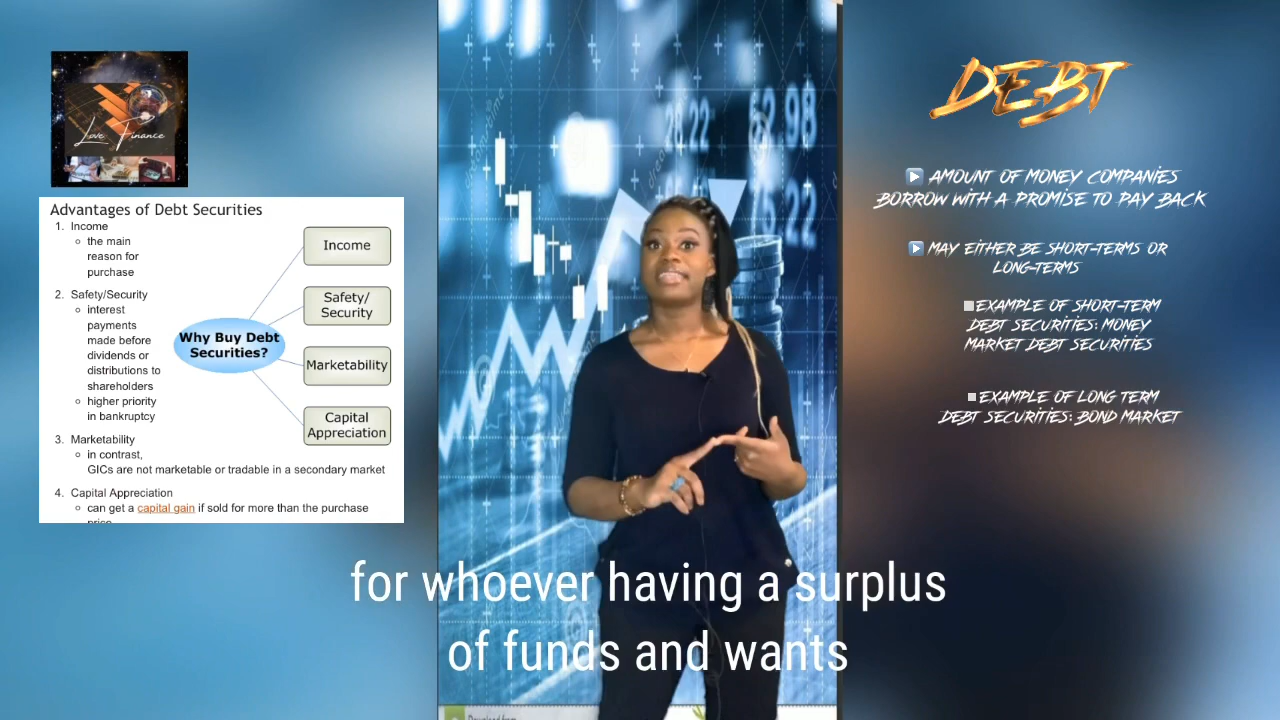 Love Finance
Advantages of Debt Securities
1. Income
the main
reason for
purchase
2. Safety/Security
interest
payments
made before
dividends or
distributions to
shareholders
higher priority
in bankruptcy
3. Marketability
in contrast,
GICs are not marketable or tradable in a secondary market
4. Capital Appreciation
can get a capital gain if sold for more than the purchase
price
Why Buy Debt
Securities?
Income
Safety/
Security
Marketability
Capital
Appreciation
dreamstime
DEBT
AMOUNT OF MONEY COMPANIES
BORROW WITH A PROMISE TO PAY BACK
MAY EITHER BE SHORT-TERMS OR
LONG-TERMS
EXAMPLE OF SHORT-TERM
DEBT SECURITIES: MONEY
MARKET DEBT SECURITIES
EXAMPLE OF LONG TERM
DEBT SECURITIES: BOND MARKET
for whoever having a surplus
of funds and wants
Download from